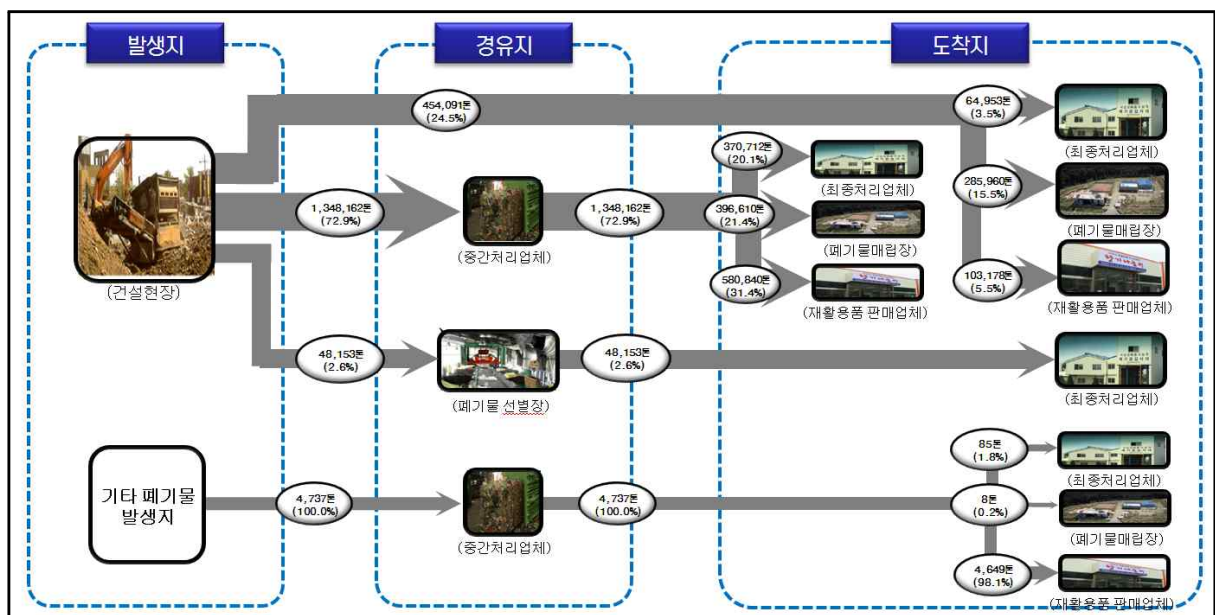 발생지
경유지
도착지
454,091톤
(24.5%)
64,953톤
(3.5%)
(최종처리업체)
370,712톤
(20.1%)
(최종처리업체)
285,960톤
(15.5%)
(폐기물매립장)
1,348,162톤
(72.9%)
(중간처리업체)
1,348,162톤
(72.9%)
396,610톤
(21.4%)
(폐기물매립장)
(건설현장)
580,840톤
(31.4%)
(재활용품 판매업체)
103,178톤
(5.5%)
(재활용품 판매업체)
48,153톤
(2.6%)
(폐기물 선별장)
48,153톤
(2.6%)
(최종처리업체)
기타 폐기물
발생지
4,737톤
(100.0%)
(중간처리업체)
4,737톤
(100.0%)
85톤
(1.8%)
(최종처리업체)
8톤
(0.2%)
(폐기물매립장)
4,649톤
(98.1%)
(재활용품 판매업체)